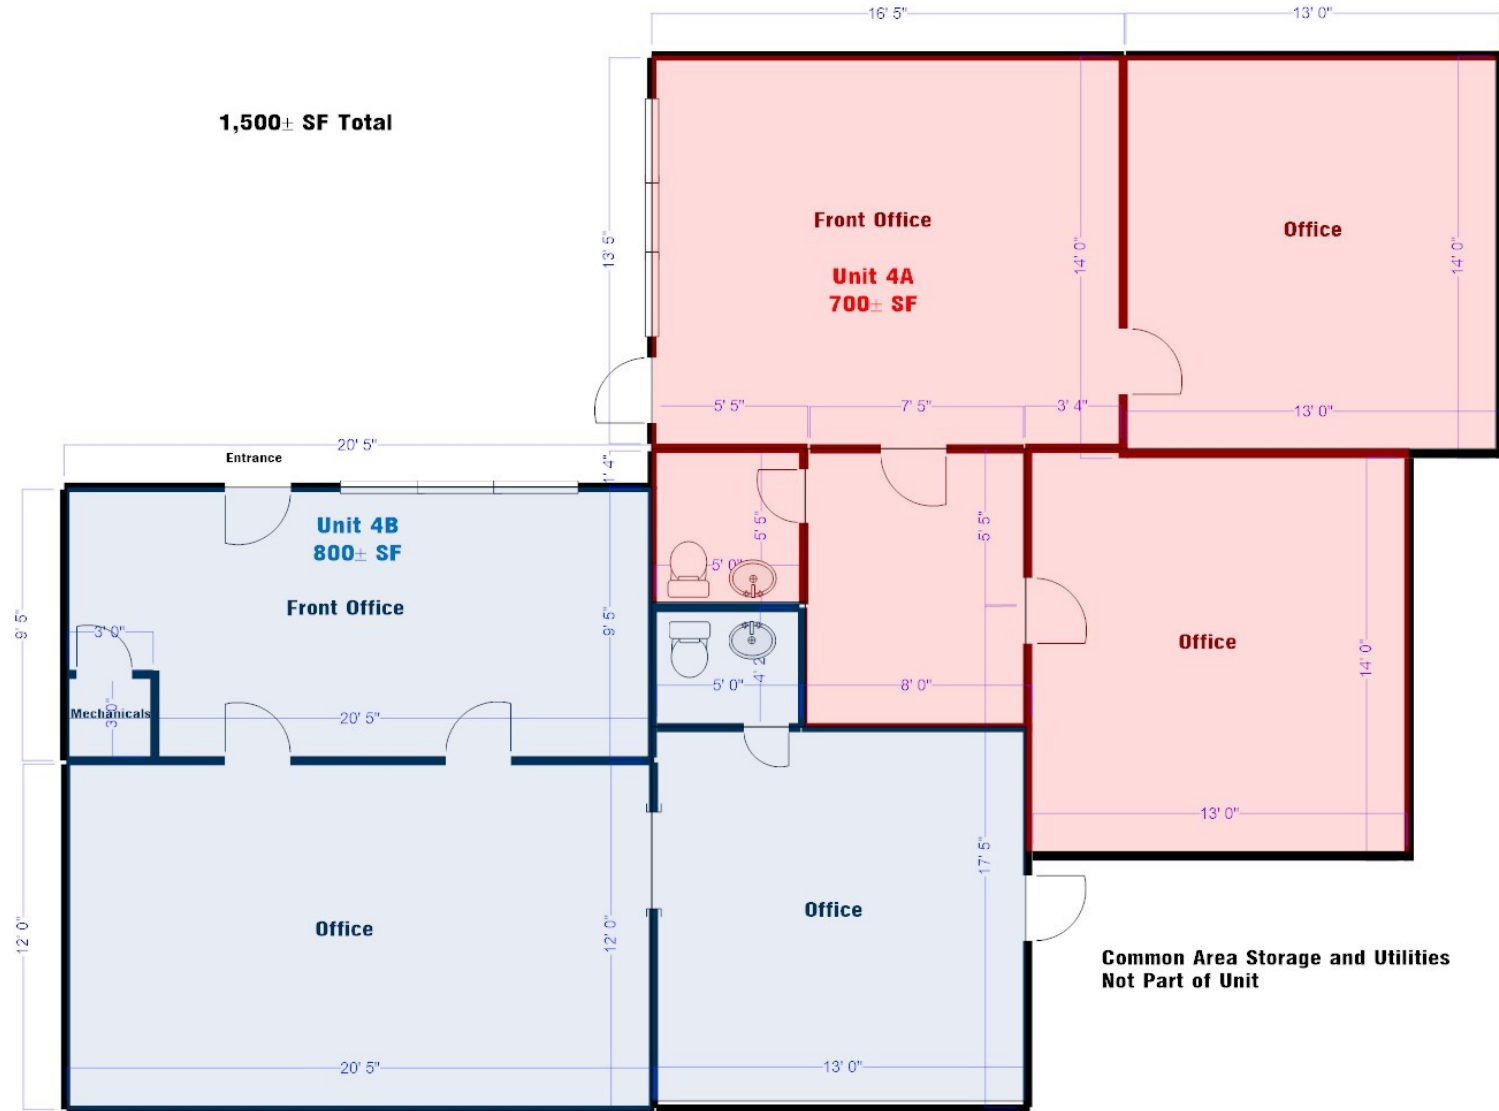 16' 5"
13' 0"
1,500± SF Total
Front Office
Unit 4A
700± SF
Office
13' 5"
14' 0"
14' 0"
5' 5"
7' 5"
3' 4"
13' 0"
20' 5"
Entrance
1' 4"
Unit 4B
800± SF
Front Office
9' 5"
3' 0"
9' 5"
5' 5"
5' 0"
5' 5"
Office
14' 0"
4' 2"
5' 0"
8' 0"
Mechanicals
3' 0"
20' 5"
13' 0"
17' 5"
Office
Office
12' 0"
12' 0"
Common Area Storage and Utilities
Not Part of Unit
20' 5"
13' 0"